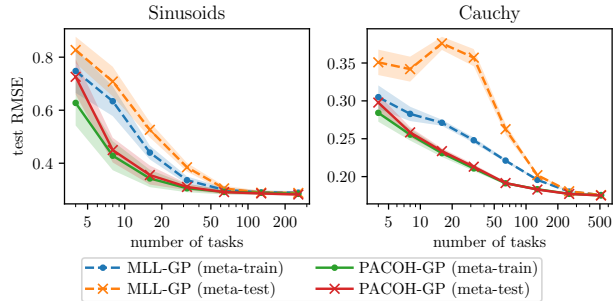 Sinusoids
Cauchy
test RMSE
0.8
0.6
0.4
5 10 20 50 100 250
number of tasks
0.35
0.30
0.25
0.20
5 10 20 50 100 250 500
number of tasks
MLL-GP (meta-train)
MLL-GP (meta-test)
PACOH-GP (meta-train)
PACOH-GP (meta-test)